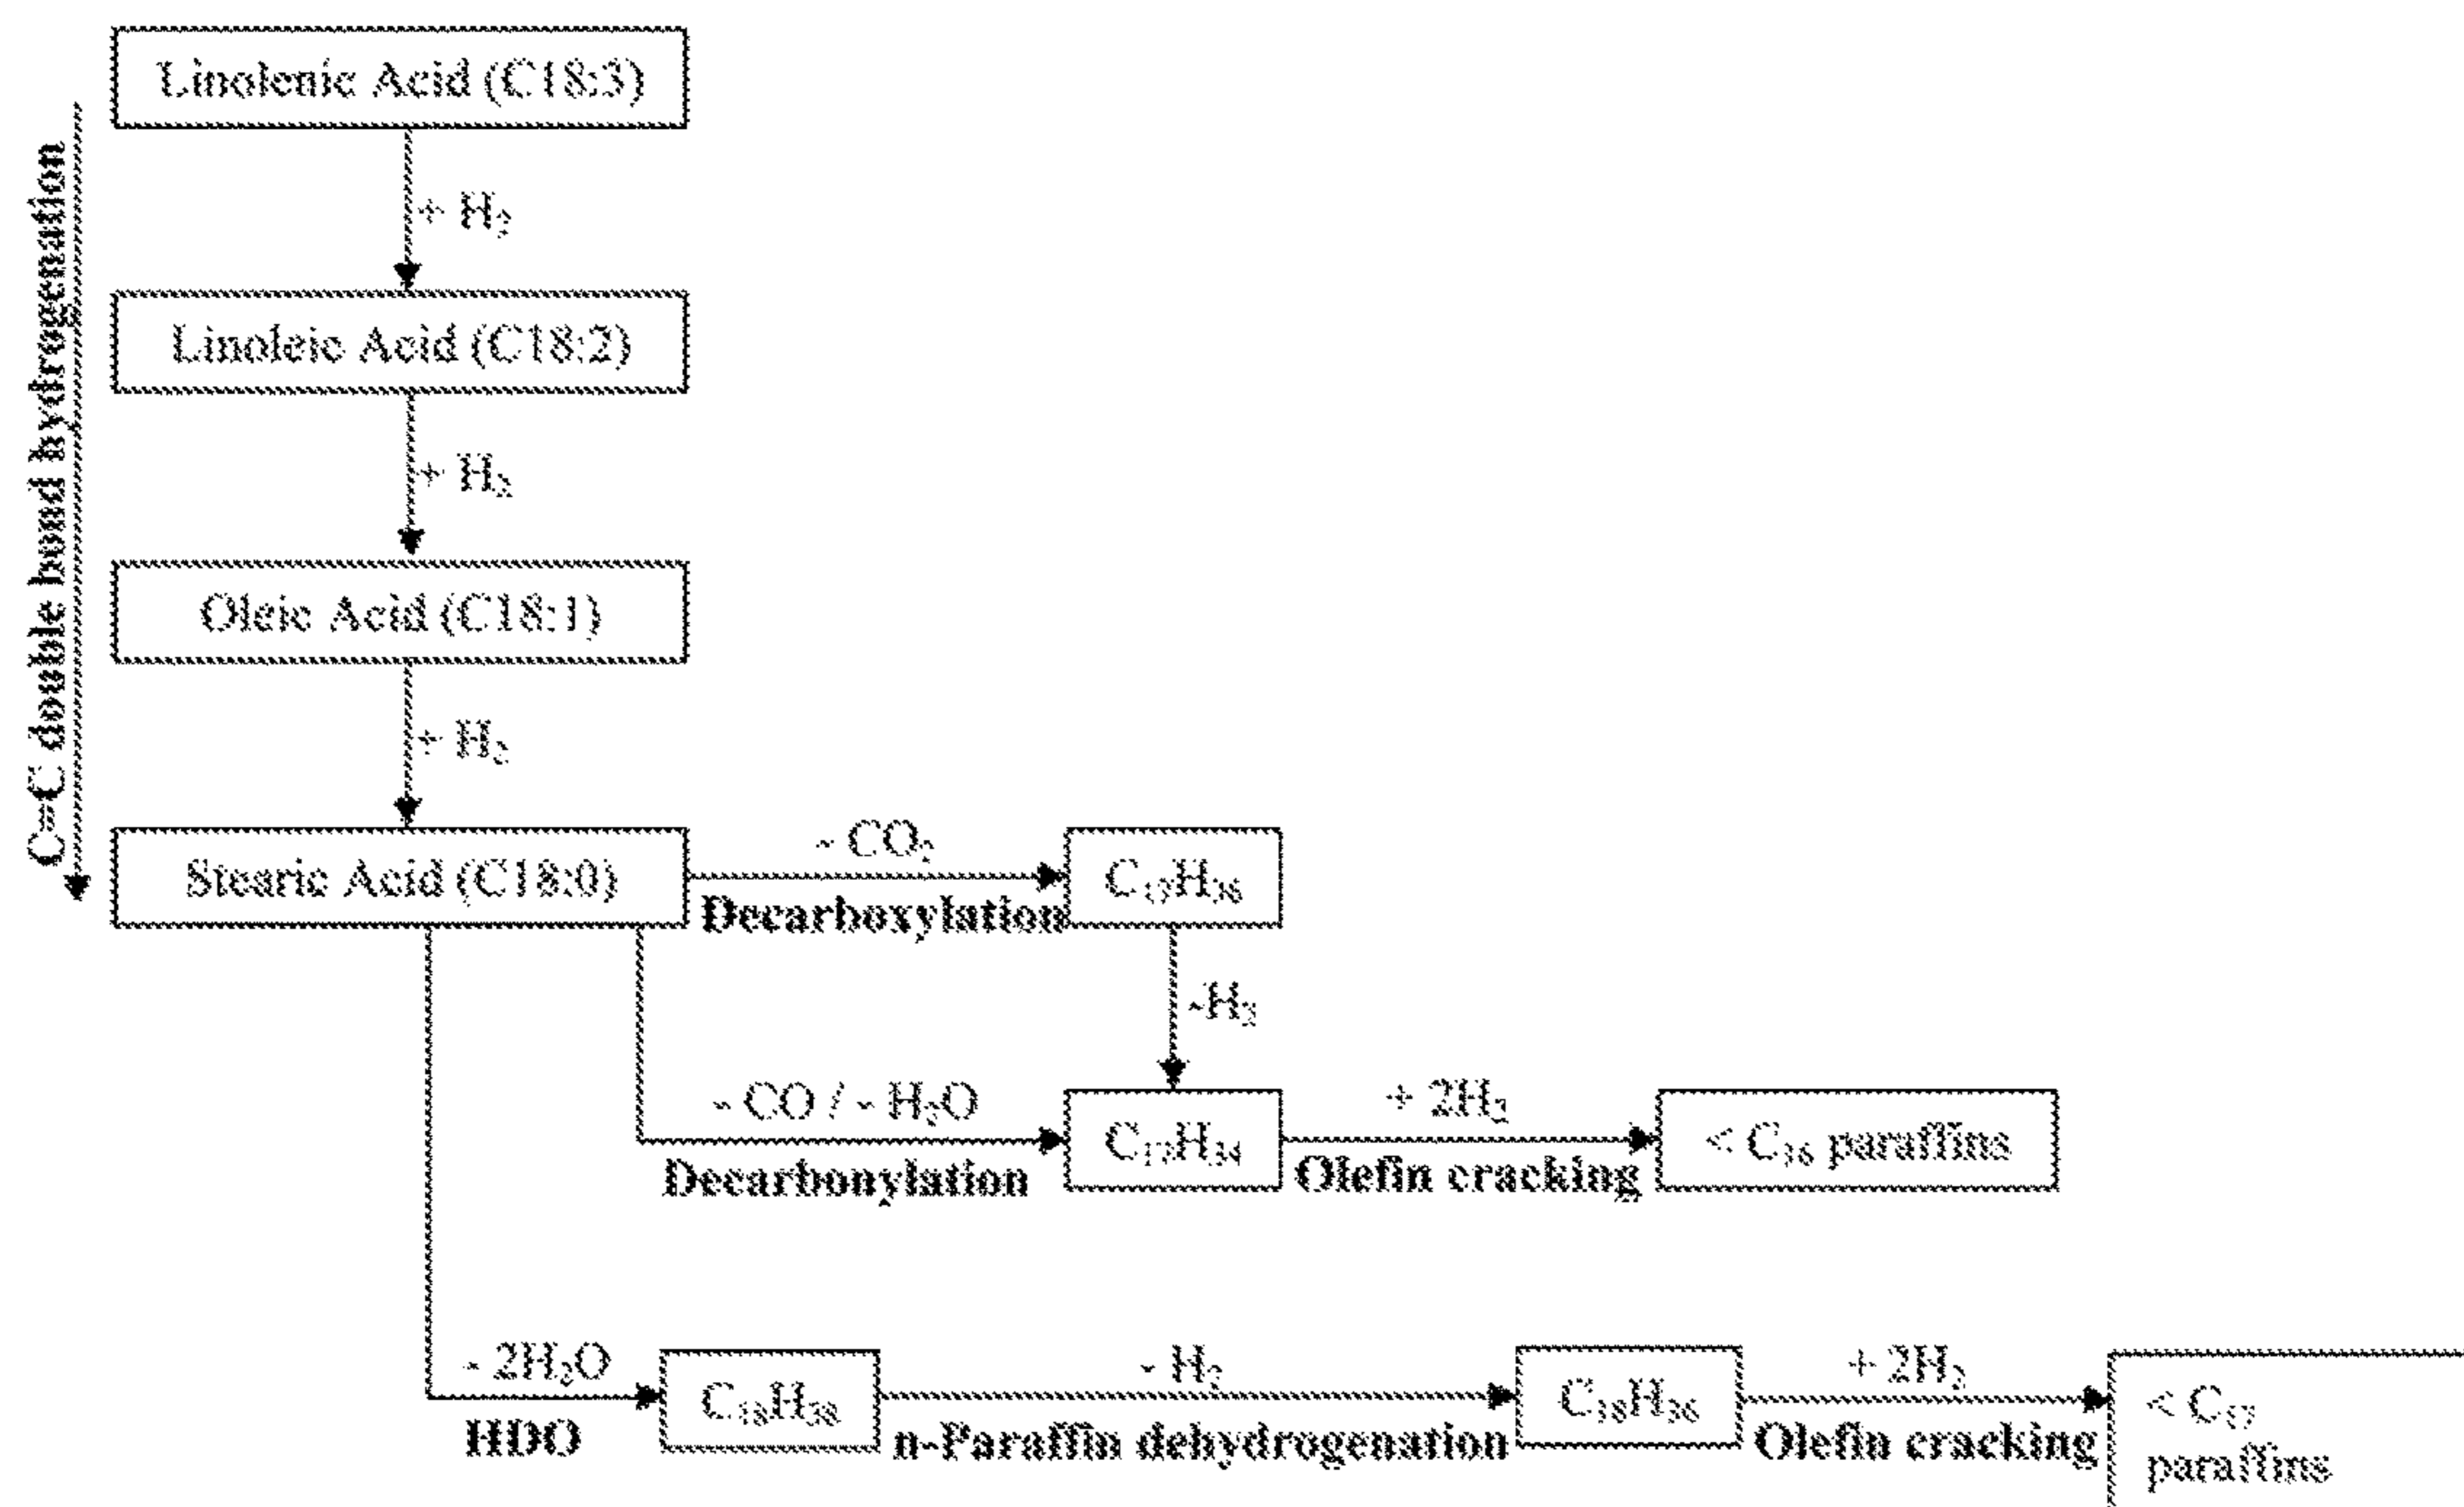 Linolenic Acid (C18:3)
+ H₂
Linoleic Acid (C18:2)
+ H₂
Oleic Acid (C18:1)
+ H₂
C=C double bond hydrogenation
Stearic Acid (C18:0)
- CO₂
Decarboxylation
C₁₇H₃₆
-H₂
- CO / - H₂O
Decarbonylation
C₁₇H₃₄
+ 2H₂
Olefin cracking
< C₁₆ paraffins
- 2H₂O
HDO
C₁₈H₃₈
- H₂
n-Paraffin dehydrogenation
C₁₈H₃₆
+ 2H₂
Olefin cracking
< C₁₇
paraffins